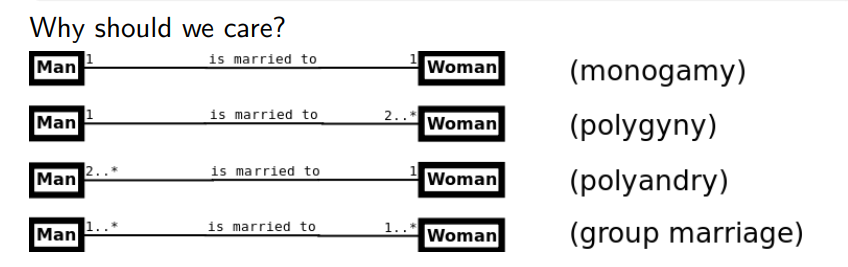 Why should we care?
Man 1 is married to 1 Woman (monogamy)
Man 1 is married to 2..* Woman (polygyny)
Man 2..* is married to 1 Woman (polyandry)
Man 1..* is married to 1..* Woman (group marriage)